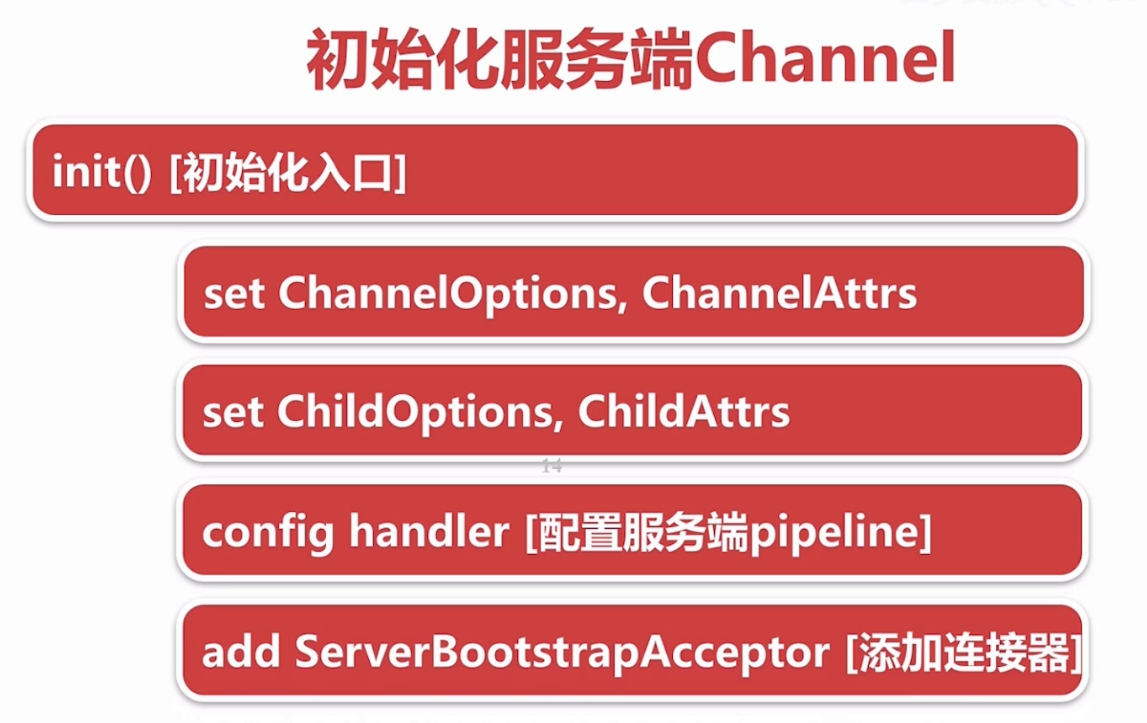 初始化服务端Channel
init() [初始化入口]
set ChannelOptions, ChannelAttrs
set ChildOptions, ChildAttrs
14
config handler [配置服务端pipeline]
add ServerBootstrapAcceptor [添加连接器]